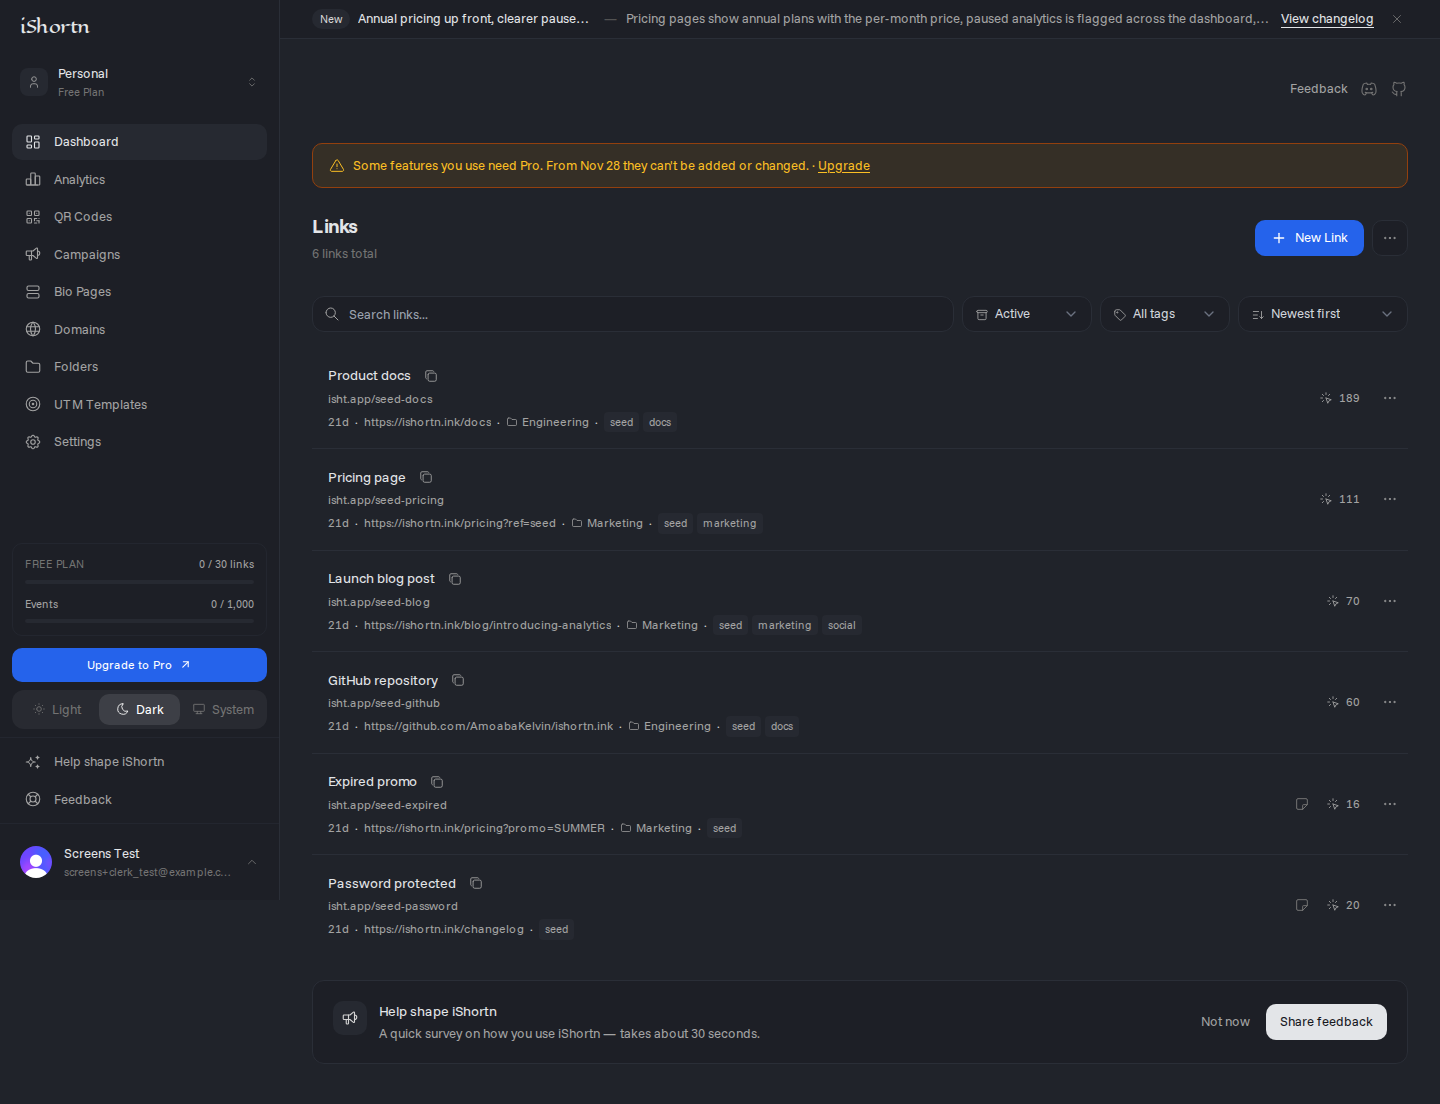 iShortn
Personal
Free Plan
Dashboard
Analytics
QR Codes
Campaigns
Bio Pages
Domains
Folders
UTM Templates
Settings
FREE PLAN 0 / 30 links
Events 0 / 1,000
Upgrade to Pro
Light Dark System
Help shape iShortn
Feedback
Screens Test
screens+clerk_test@example.c...
New Annual pricing up front, clearer pause... — Pricing pages show annual plans with the per-month price, paused analytics is flagged across the dashboard,... View changelog
Feedback
Some features you use need Pro. From Nov 28 they can't be added or changed. · Upgrade
Links
6 links total
New Link
Search links...
Active
All tags
Newest first
Product docs
isht.app/seed-docs
21d · https://ishortn.ink/docs · Engineering · seed docs
189
Pricing page
isht.app/seed-pricing
21d · https://ishortn.ink/pricing?ref=seed · Marketing · seed marketing
111
Launch blog post
isht.app/seed-blog
21d · https://ishortn.ink/blog/introducing-analytics · Marketing · seed marketing social
70
GitHub repository
isht.app/seed-github
21d · https://github.com/AmoabaKelvin/ishortn.ink · Engineering · seed docs
60
Expired promo
isht.app/seed-expired
21d · https://ishortn.ink/pricing?promo=SUMMER · Marketing · seed
16
Password protected
isht.app/seed-password
21d · https://ishortn.ink/changelog · seed
20
Help shape iShortn
A quick survey on how you use iShortn — takes about 30 seconds.
Not now
Share feedback